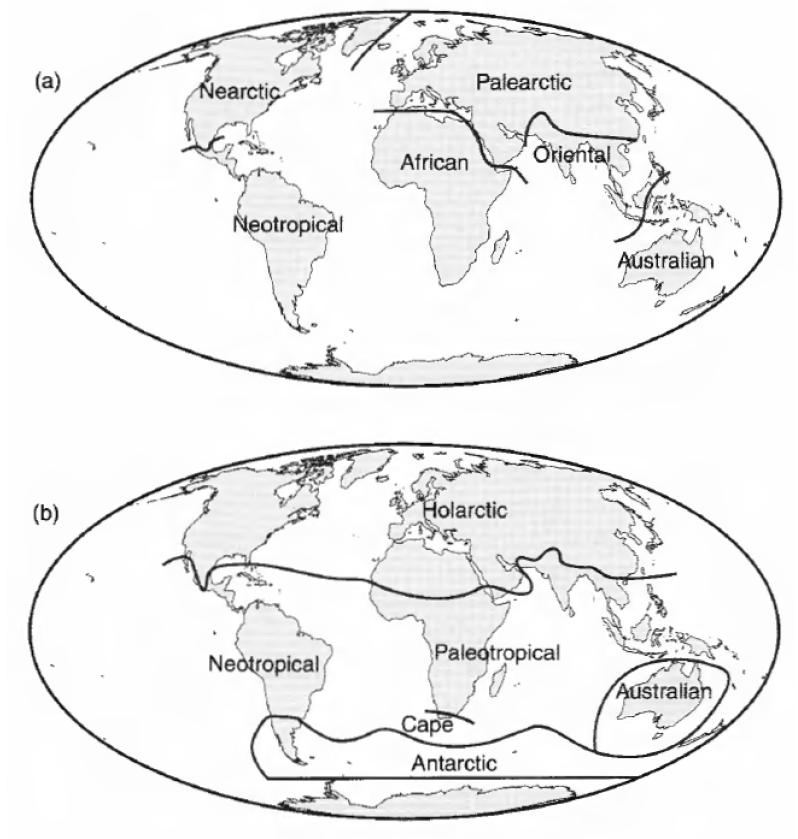 (a)
Nearctic
Palearctic
African
Oriental
Neotropical
Australian
(b)
Holarctic
Neotropical
Paleotropical
Australian
Cape
Antarctic